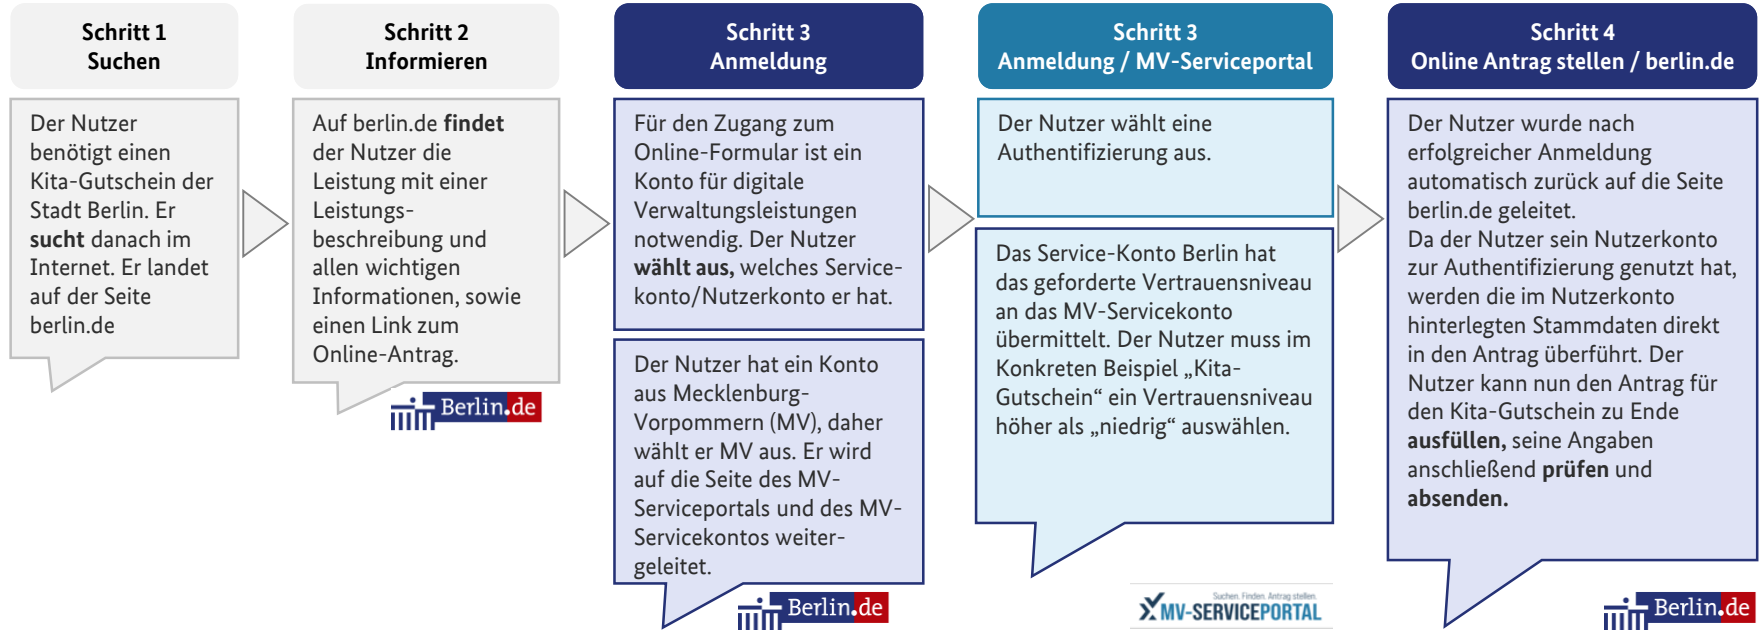 Schritt 1
Suchen
Der Nutzer
benötigt einen
Kita-Gutschein der
Stadt Berlin. Er
sucht danach im
Internet. Er landet
auf der Seite
berlin.de
Schritt 2
Informieren
Auf berlin.de findet
der Nutzer die
Leistung mit einer
Leistungs-
beschreibung und
allen wichtigen
Informationen, sowie
einen Link zum
Online-Antrag.
Berlin.de
Schritt 3
Anmeldung
Für den Zugang zum
Online-Formular ist ein
Konto für digitale
Verwaltungsleistungen
notwendig. Der Nutzer
wählt aus, welches Service-
konto/Nutzerkonto er hat.
Der Nutzer hat ein Konto
aus Mecklenburg-
Vorpommern (MV), daher
wählt er MV aus. Er wird
auf die Seite des MV-
Serviceportals und des MV-
Servicekontos weiter-
geleitet.
Berlin.de
Schritt 3
Anmeldung / MV-Serviceportal
Der Nutzer wählt eine
Authentifizierung aus.
Das Service-Konto Berlin hat
das geforderte Vertrauensniveau
an das MV-Servicekonto
übermittelt. Der Nutzer muss im
Konkreten Beispiel „Kita-
Gutschein“ ein Vertrauensniveau
höher als „niedrig“ auswählen.
Suchen. Finden. Antrag stellen.
MV-SERVICEPORTAL
Schritt 4
Online Antrag stellen / berlin.de
Der Nutzer wurde nach
erfolgreicher Anmeldung
automatisch zurück auf die Seite
berlin.de geleitet.
Da der Nutzer sein Nutzerkonto
zur Authentifizierung genutzt hat,
werden die im Nutzerkonto
hinterlegten Stammdaten direkt
in den Antrag überführt. Der
Nutzer kann nun den Antrag für
den Kita-Gutschein zu Ende
ausfüllen, seine Angaben
anschließend prüfen und
absenden.
Berlin.de